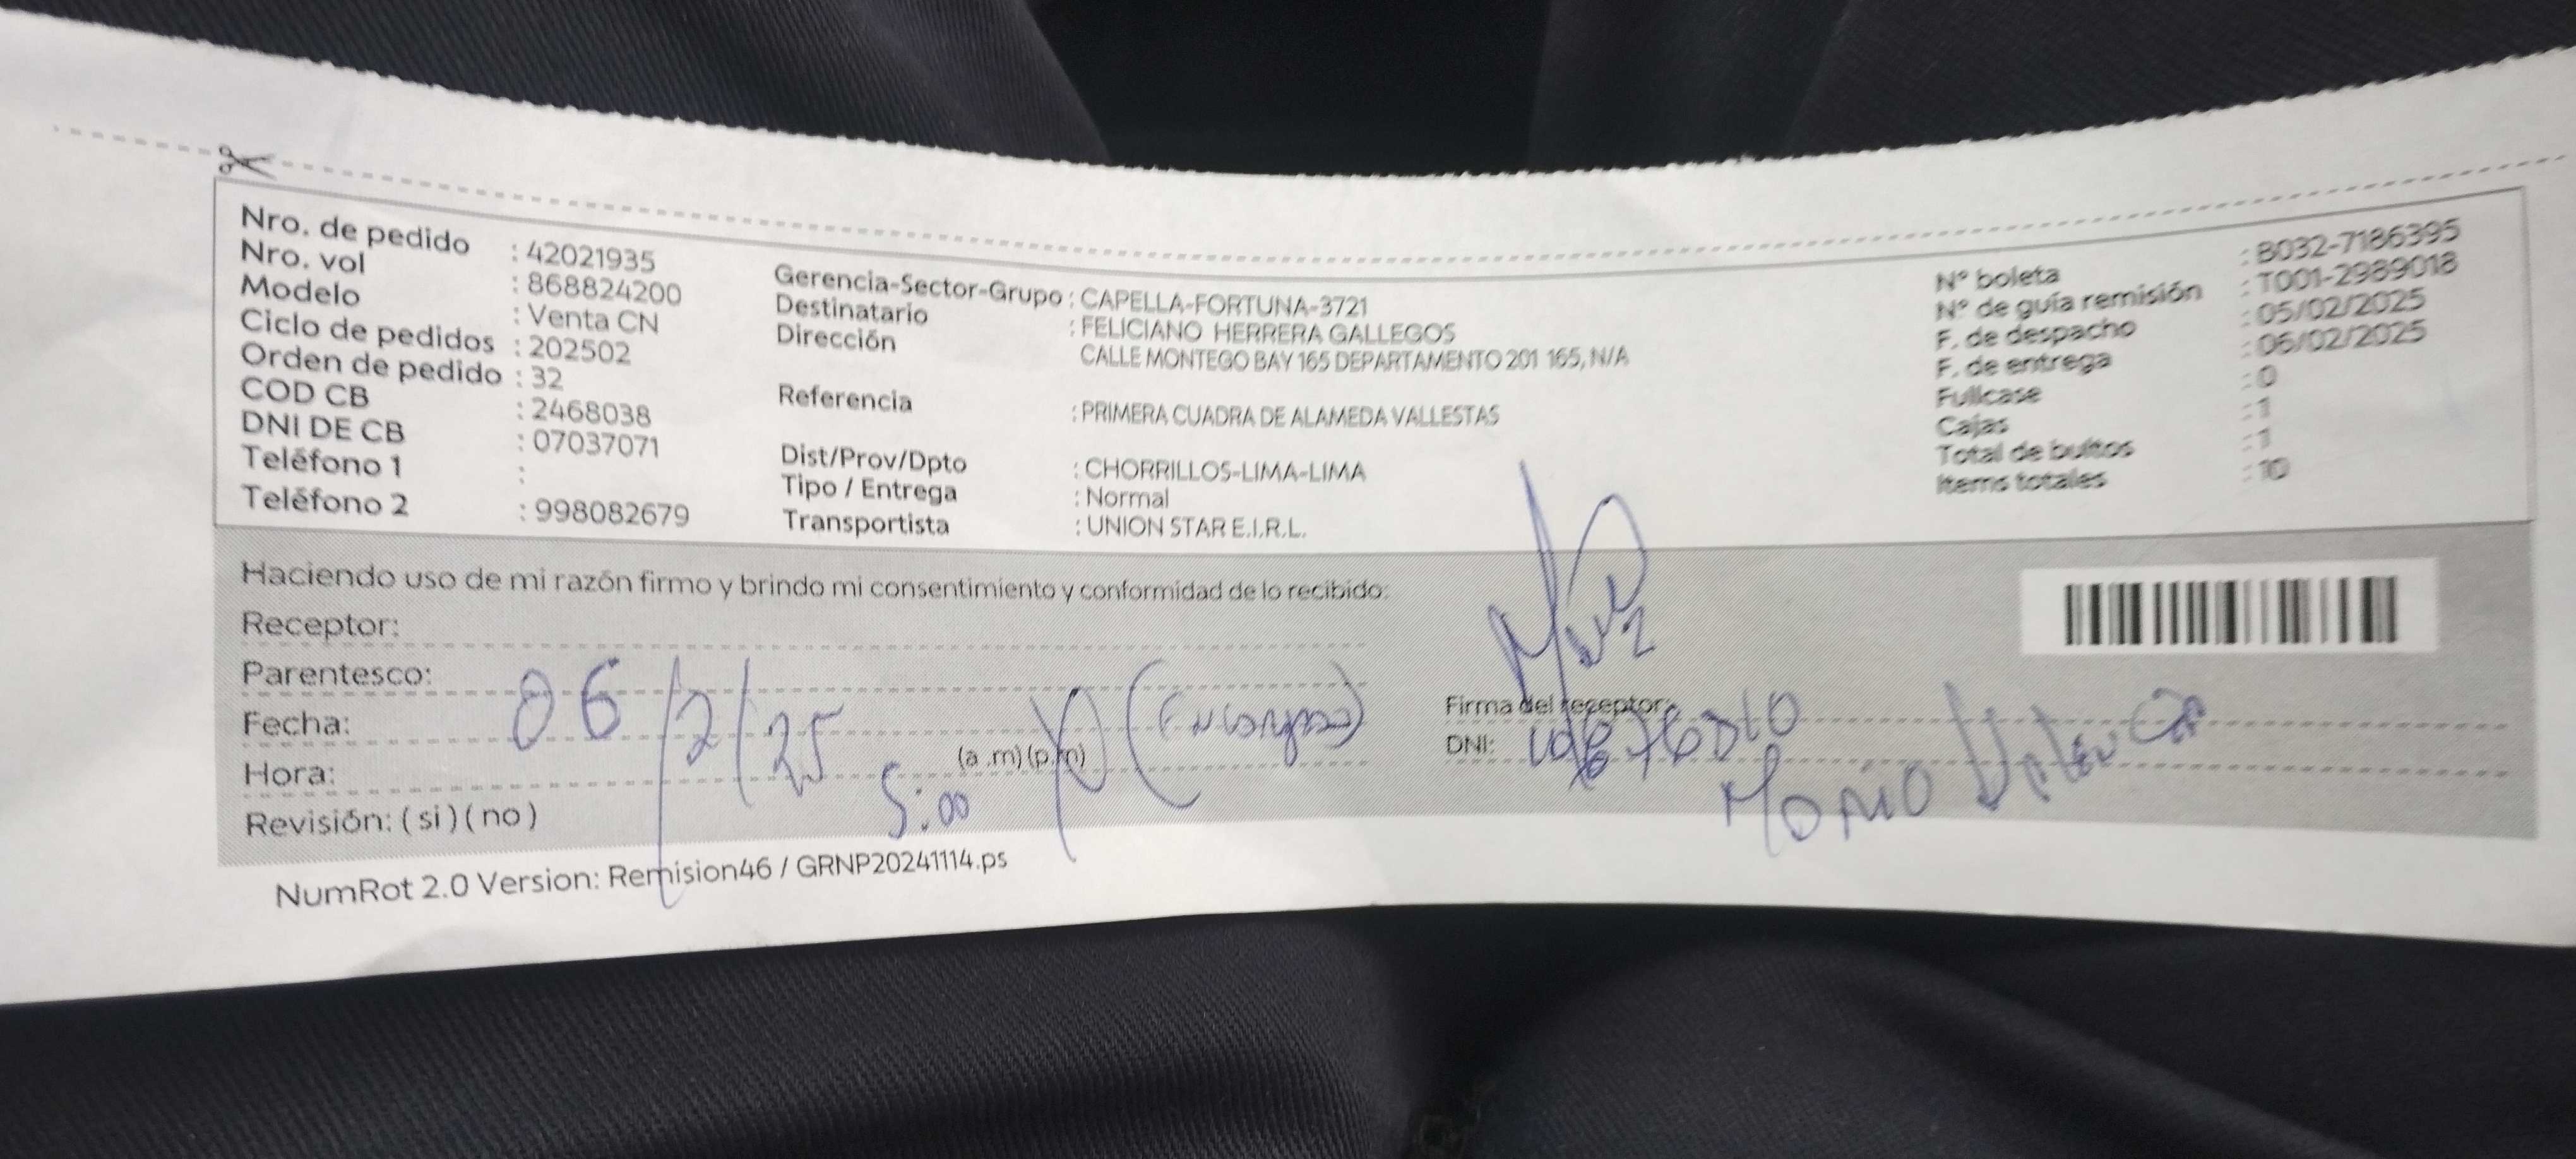 Nro. de pedido : 42021935
Nro. vol : 868824200
Modelo : Venta CN
Ciclo de pedidos : 202502
Orden de pedido : 32
COD CB : 2468038
DNI DE CB : 07037071
Teléfono 1 :
Teléfono 2 : 998082679
Gerencia-Sector-Grupo : CAPELLA-FORTUNA-3721
Destinatario : FELICIANO HERRERA GALLEGOS
Dirección CALLE MONTEGO BAY 165 DEPARTAMENTO 201 165, N/A
Referencia : PRIMERA CUADRA DE ALAMEDA VALLESTAS
Dist/Prov/Dpto : CHORRILLOS-LIMA-LIMA
Tipo / Entrega : Normal
Transportista : UNION STAR E.I.R.L.
N° boleta : B032-7186395
N° de guía remisión : T001-2989018
F. de despacho : 05/02/2025
F. de entrega : 06/02/2025
Fullcase : 0
Cajas : 1
Total de bultos : 1
Items totales : 10
Haciendo uso de mi razón firmo y brindo mi consentimiento y conformidad de lo recibido:
Receptor:
Parentesco:
Fecha: 06/2/25
Hora: 5:00 (a .m) (p.m)
Revisión: ( si ) ( no )
Firma del receptor:
DNI:
NumRot 2.0 Version: Remision46 / GRNP20241114.ps